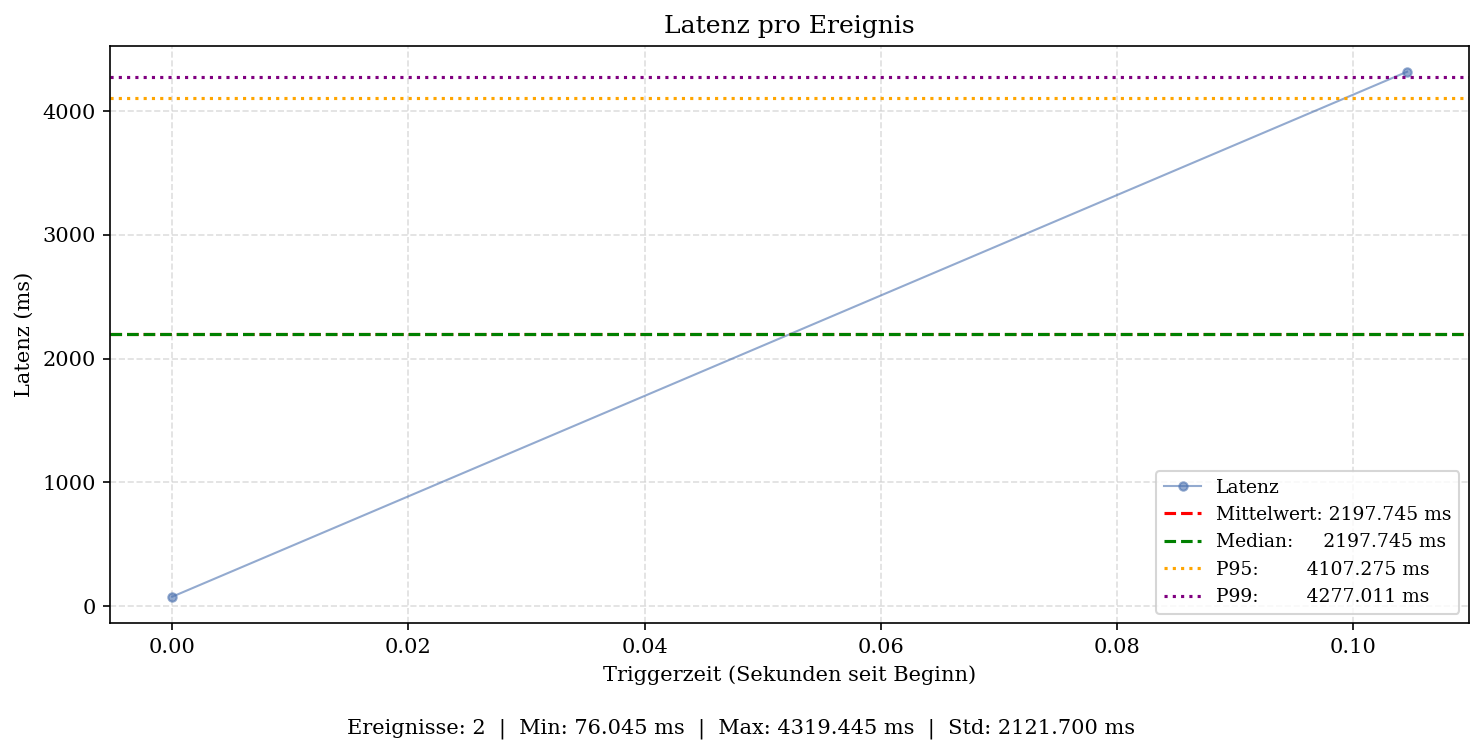 Latenz pro Ereignis
4000
3000
2000
1000
0
Latenz (ms)
Latenz
Mittelwert: 2197.745 ms
Median: 2197.745 ms
P95: 4107.275 ms
P99: 4277.011 ms
0.00 0.02 0.04 0.06 0.08 0.10
Triggerzeit (Sekunden seit Beginn)
Ereignisse: 2 | Min: 76.045 ms | Max: 4319.445 ms | Std: 2121.700 ms